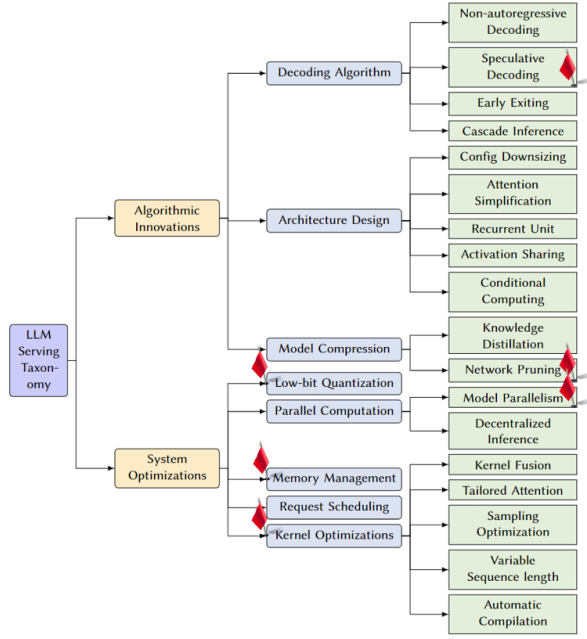 Non-autoregressive
Decoding
Speculative
Decoding
Decoding Algorithm
Early Exiting
Cascade Inference
Config Downsizing
Attention
Simplification
Algorithmic
Innovations
Architecture Design
Recurrent Unit
Activation Sharing
Conditional
Computing
LLM
Serving
Taxon-
omy
Knowledge
Distillation
Model Compression
Network Pruning
Low-bit Quantization
Parallel Computation
Model Parallelism
Decentralized
Inference
System
Optimizations
Memory Management
Request Scheduling
Kernel Optimizations
Kernel Fusion
Tailored Attention
Sampling
Optimization
Variable
Sequence length
Automatic
Compilation